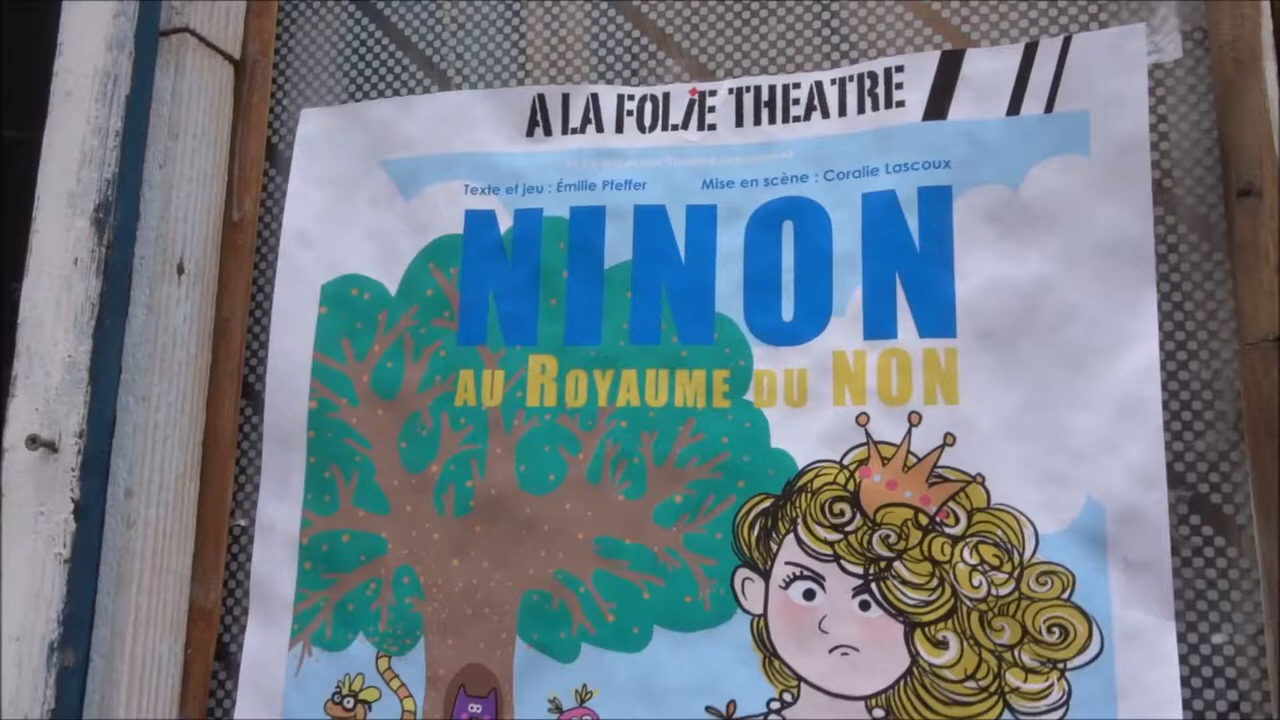 A LA FOLIE THEATRE
Texte et jeu : Émilie Pfeffer Mise en scène : Coralie Lascoux
NINON
AU ROYAUME DU NON